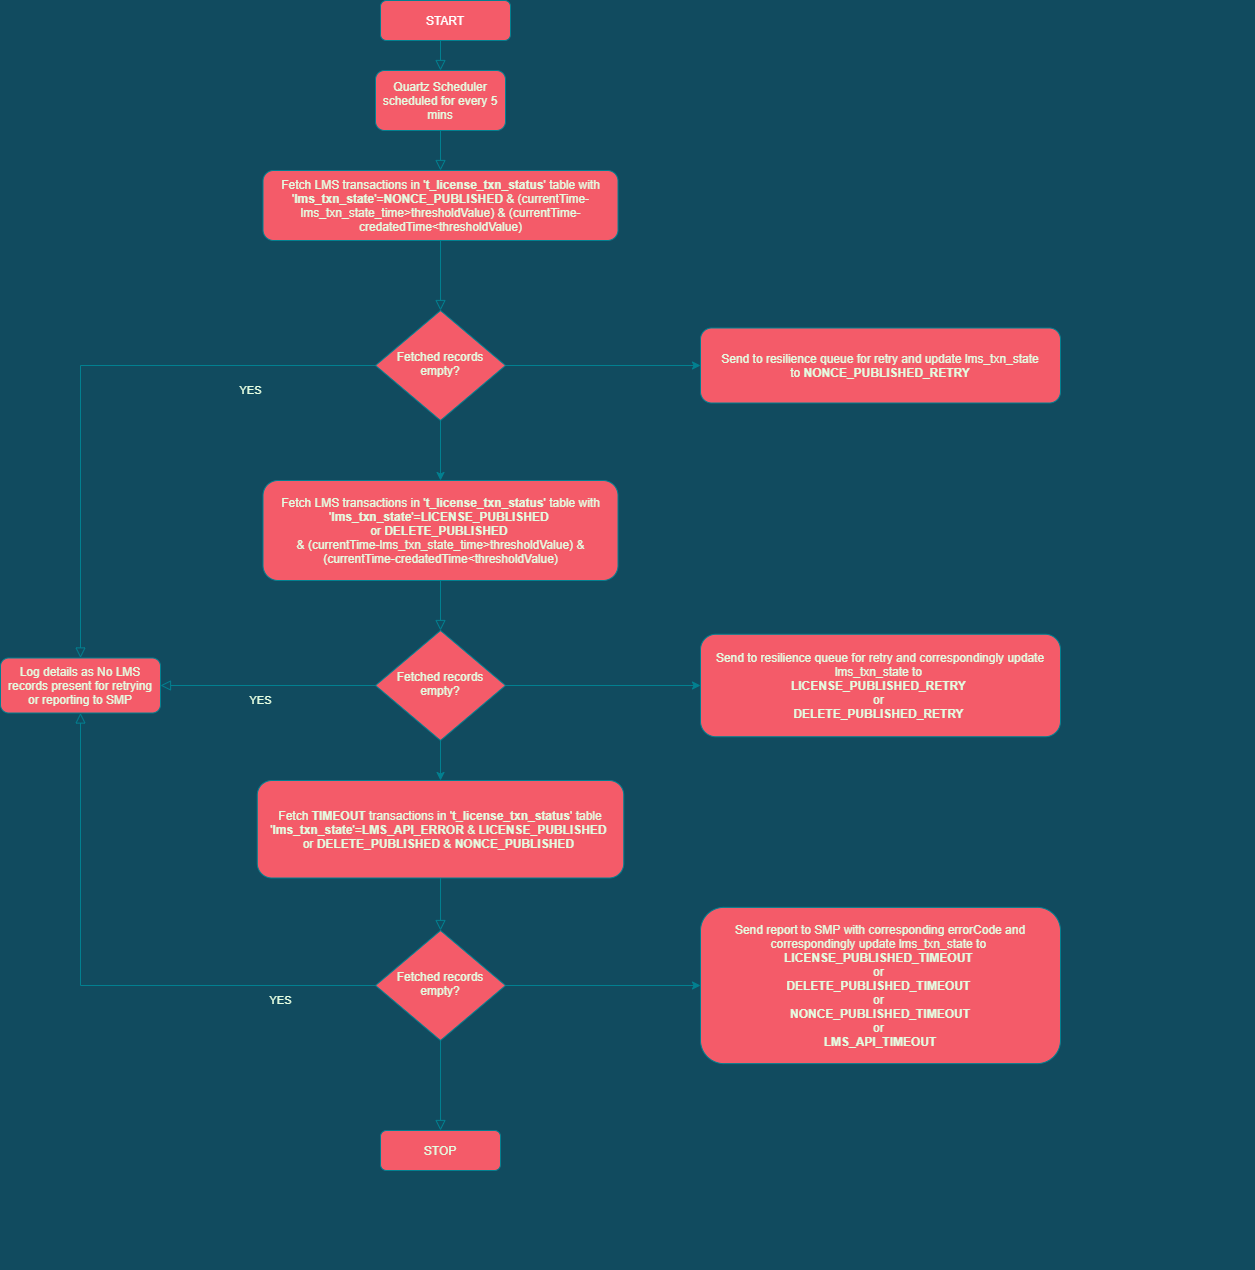 START
Quartz Scheduler
scheduled for every 5
mins
Fetch LMS transactions in 't_license_txn_status' table with
'lms_txn_state'=NONCE_PUBLISHED & (currentTime-
lms_txn_state_time>thresholdValue) & (currentTime-
credatedTime<thresholdValue)
Fetched records
empty?
Send to resilience queue for retry and update lms_txn_state
to NONCE_PUBLISHED_RETRY
YES
Fetch LMS transactions in 't_license_txn_status' table with
'lms_txn_state'=LICENSE_PUBLISHED
or DELETE_PUBLISHED
& (currentTime-lms_txn_state_time>thresholdValue) &
(currentTime-credatedTime<thresholdValue)
Log details as No LMS
records present for retrying
or reporting to SMP
YES
Fetched records
empty?
Send to resilience queue for retry and correspondingly update
lms_txn_state to
LICENSE_PUBLISHED_RETRY
or
DELETE_PUBLISHED_RETRY
Fetch TIMEOUT transactions in 't_license_txn_status' table
'lms_txn_state'=LMS_API_ERROR & LICENSE_PUBLISHED
or DELETE_PUBLISHED & NONCE_PUBLISHED
Fetched records
empty?
YES
Send report to SMP with corresponding errorCode and
correspondingly update lms_txn_state to
LICENSE_PUBLISHED_TIMEOUT
or
DELETE_PUBLISHED_TIMEOUT
or
NONCE_PUBLISHED_TIMEOUT
or
LMS_API_TIMEOUT
STOP